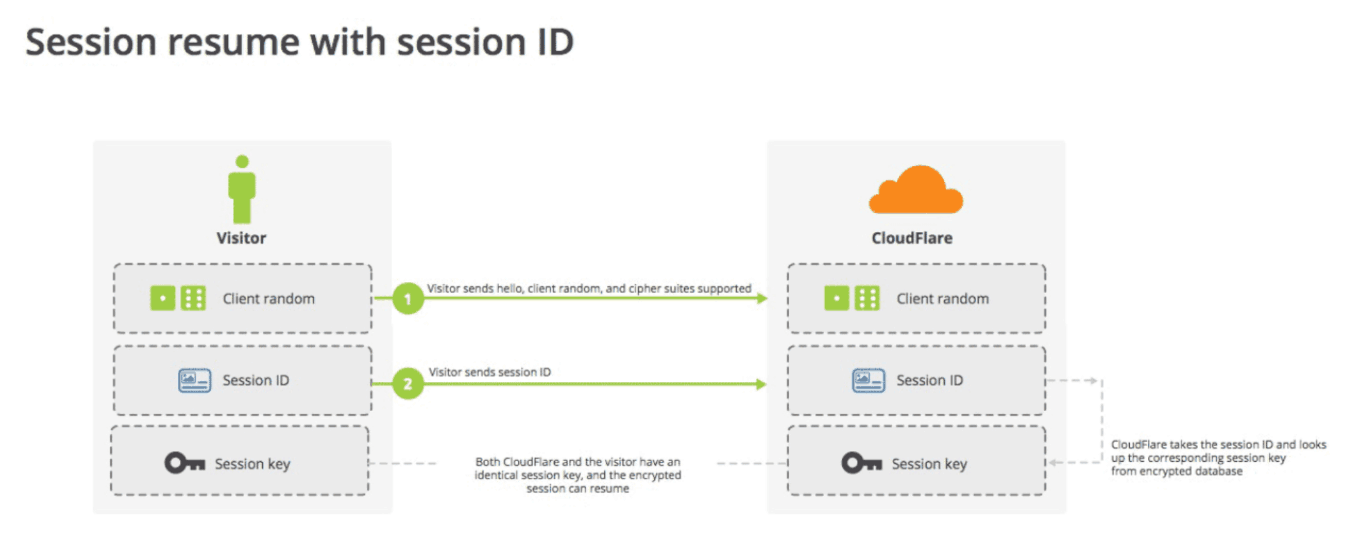 Session resume with session ID
Visitor
CloudFlare
Client random
1
Visitor sends hello, client random, and cipher suites supported
Client random
Session ID
2
Visitor sends session ID
Session ID
Session key
Both CloudFlare and the visitor have an
identical session key, and the encrypted
session can resume
Session key
CloudFlare takes the session ID and looks
up the corresponding session key
from encrypted database